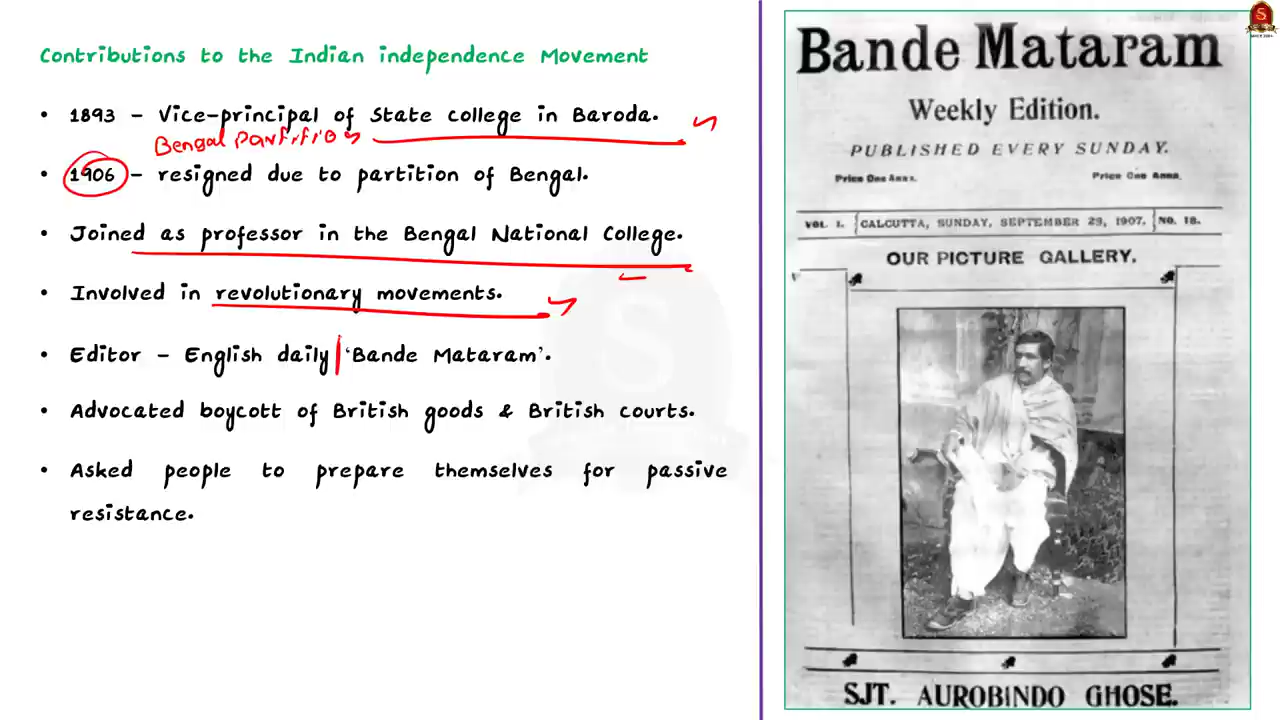 Contributions to the Indian independence Movement
• 1893 – Vice-principal of State college in Baroda.
Bengal
• 1906 – resigned due to partition of Bengal.
• Joined as professor in the Bengal National College.
• Involved in revolutionary movements.
• Editor – English daily 'Bande Mataram'.
• Advocated boycott of British goods & British courts.
• Asked people to prepare themselves for passive
resistance.
Bande Mataram
Weekly Edition.
PUBLISHED EVERY SUNDAY.
Price One Anna. Price One Anna.
VOL. I. CALCUTTA, SUNDAY, SEPTEMBER 29, 1907. NO. 18.
OUR PICTURE GALLERY.
SJT. AUROBINDO GHOSE.
S